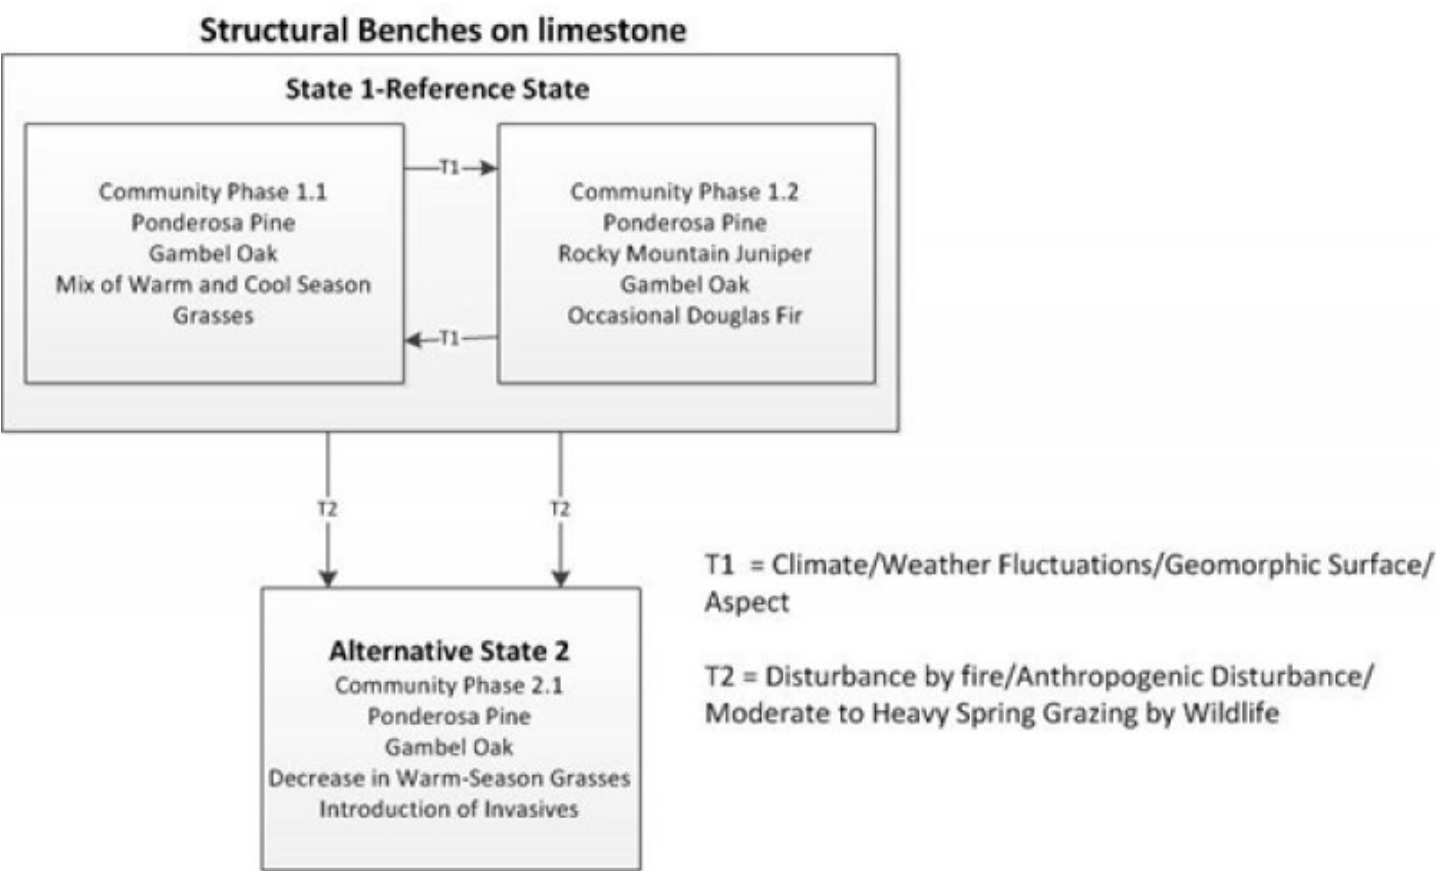 Structural Benches on limestone
State 1-Reference State
Community Phase 1.1
Ponderosa Pine
Gambel Oak
Mix of Warm and Cool Season
Grasses
T1
T1
Community Phase 1.2
Ponderosa Pine
Rocky Mountain Juniper
Gambel Oak
Occasional Douglas Fir
T2
T2
Alternative State 2
Community Phase 2.1
Ponderosa Pine
Gambel Oak
Decrease in Warm-Season Grasses
Introduction of Invasives
T1 = Climate/Weather Fluctuations/Geomorphic Surface/
Aspect
T2 = Disturbance by fire/Anthropogenic Disturbance/
Moderate to Heavy Spring Grazing by Wildlife